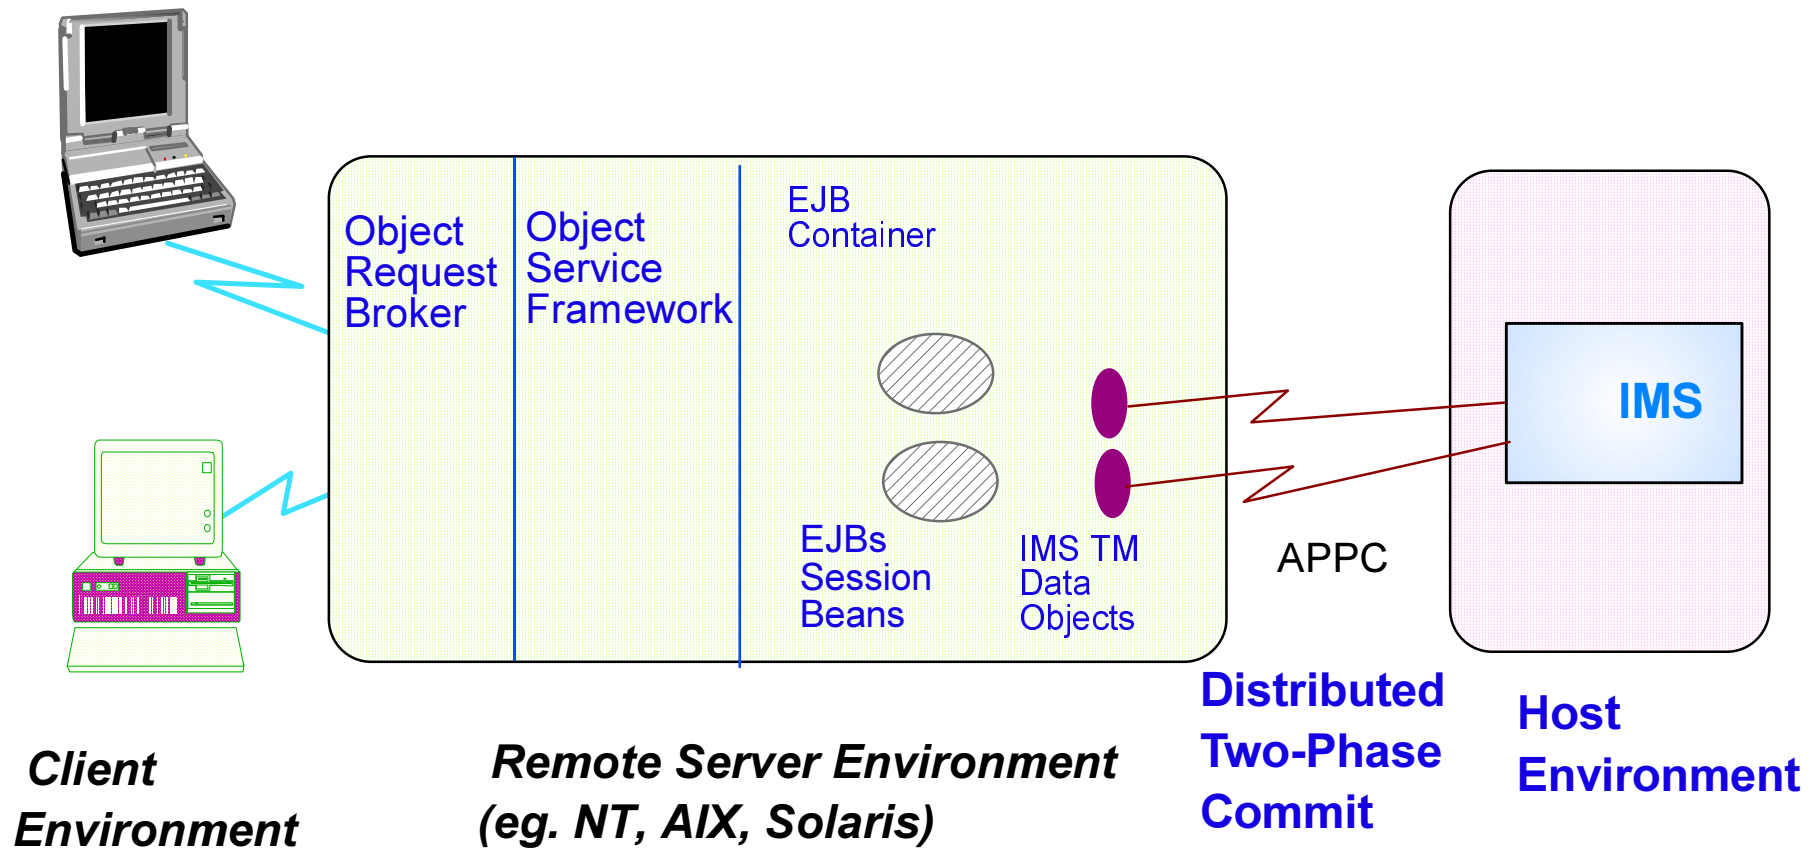 Object
Request
Broker
Object
Service
Framework
EJB
Container
EJBs
Session
Beans
IMS TM
Data
Objects
APPC
IMS
Client
Environment
Remote Server Environment
(eg. NT, AIX, Solaris)
Distributed
Two-Phase
Commit
Host
Environment